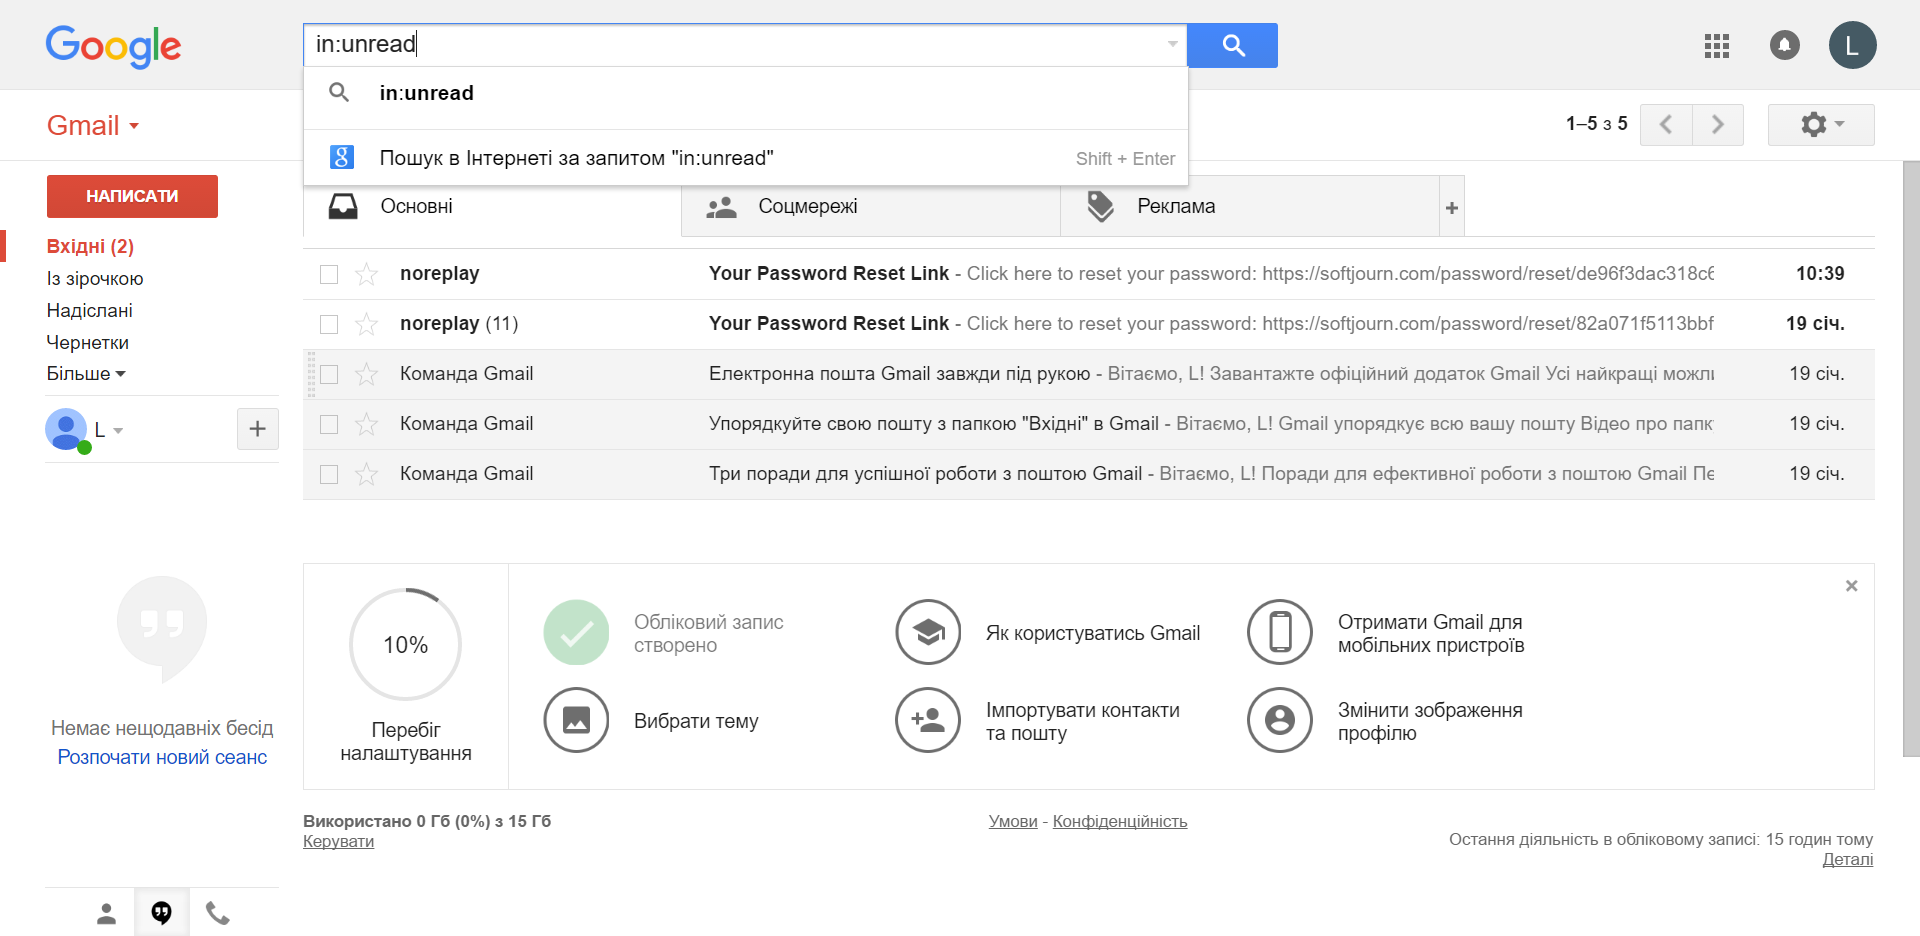 Google
in:unread
L
in:unread
Пошук в Інтернеті за запитом "in:unread"
Shift + Enter
Gmail
1–5 з 5
НАПИСАТИ
Вхідні (2)
Із зірочкою
Надіслані
Чернетки
Більше
L
Немає нещодавніх бесід
Розпочати новий сеанс
Основні
Соцмережі
Реклама
+
noreplay Your Password Reset Link - Click here to reset your password: https://softjourn.com/password/reset/de96f3dac318c6 10:39
noreplay (11) Your Password Reset Link - Click here to reset your password: https://softjourn.com/password/reset/82a071f5113bbf 19 січ.
Команда Gmail Електронна пошта Gmail завжди під рукою - Вітаємо, L! Завантажте офіційний додаток Gmail Усі найкращі можли 19 січ.
Команда Gmail Упорядкуйте свою пошту з папкою "Вхідні" в Gmail - Вітаємо, L! Gmail упорядкує всю вашу пошту Відео про папк 19 січ.
Команда Gmail Три поради для успішної роботи з поштою Gmail - Вітаємо, L! Поради для ефективної роботи з поштою Gmail Пе 19 січ.
10%
Перебіг
налаштування
Обліковий запис
створено
Як користуватись Gmail
Отримати Gmail для
мобільних пристроїв
Вибрати тему
Імпортувати контакти
та пошту
Змінити зображення
профілю
Використано 0 Гб (0%) з 15 Гб
Керувати
Умови - Конфіденційність
Остання діяльність в обліковому записі: 15 годин тому
Деталі